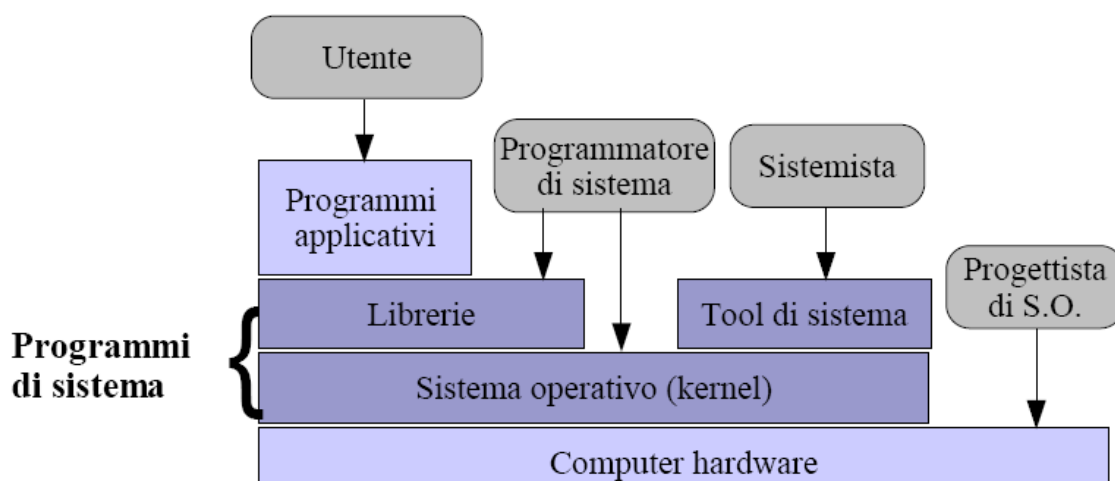 Utente
Programmatore
di sistema
Sistemista
Programmi
applicativi
Progettista
di S.O.
Librerie
Tool di sistema
Programmi
di sistema
Sistema operativo (kernel)
Computer hardware